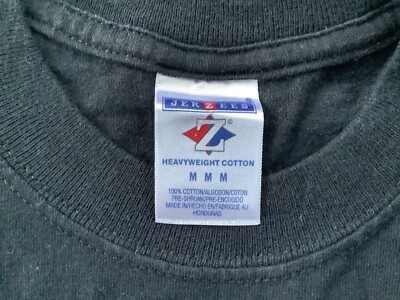 JERZEES
Z®
HEAVYWEIGHT COTTON
M M M
100% COTTON/ALGODON/COTON
PRE-SHRUNK/PRE-ENCOGIDO
MADE IN/HECHO EN/FABRIQUE AU
HONDURAS